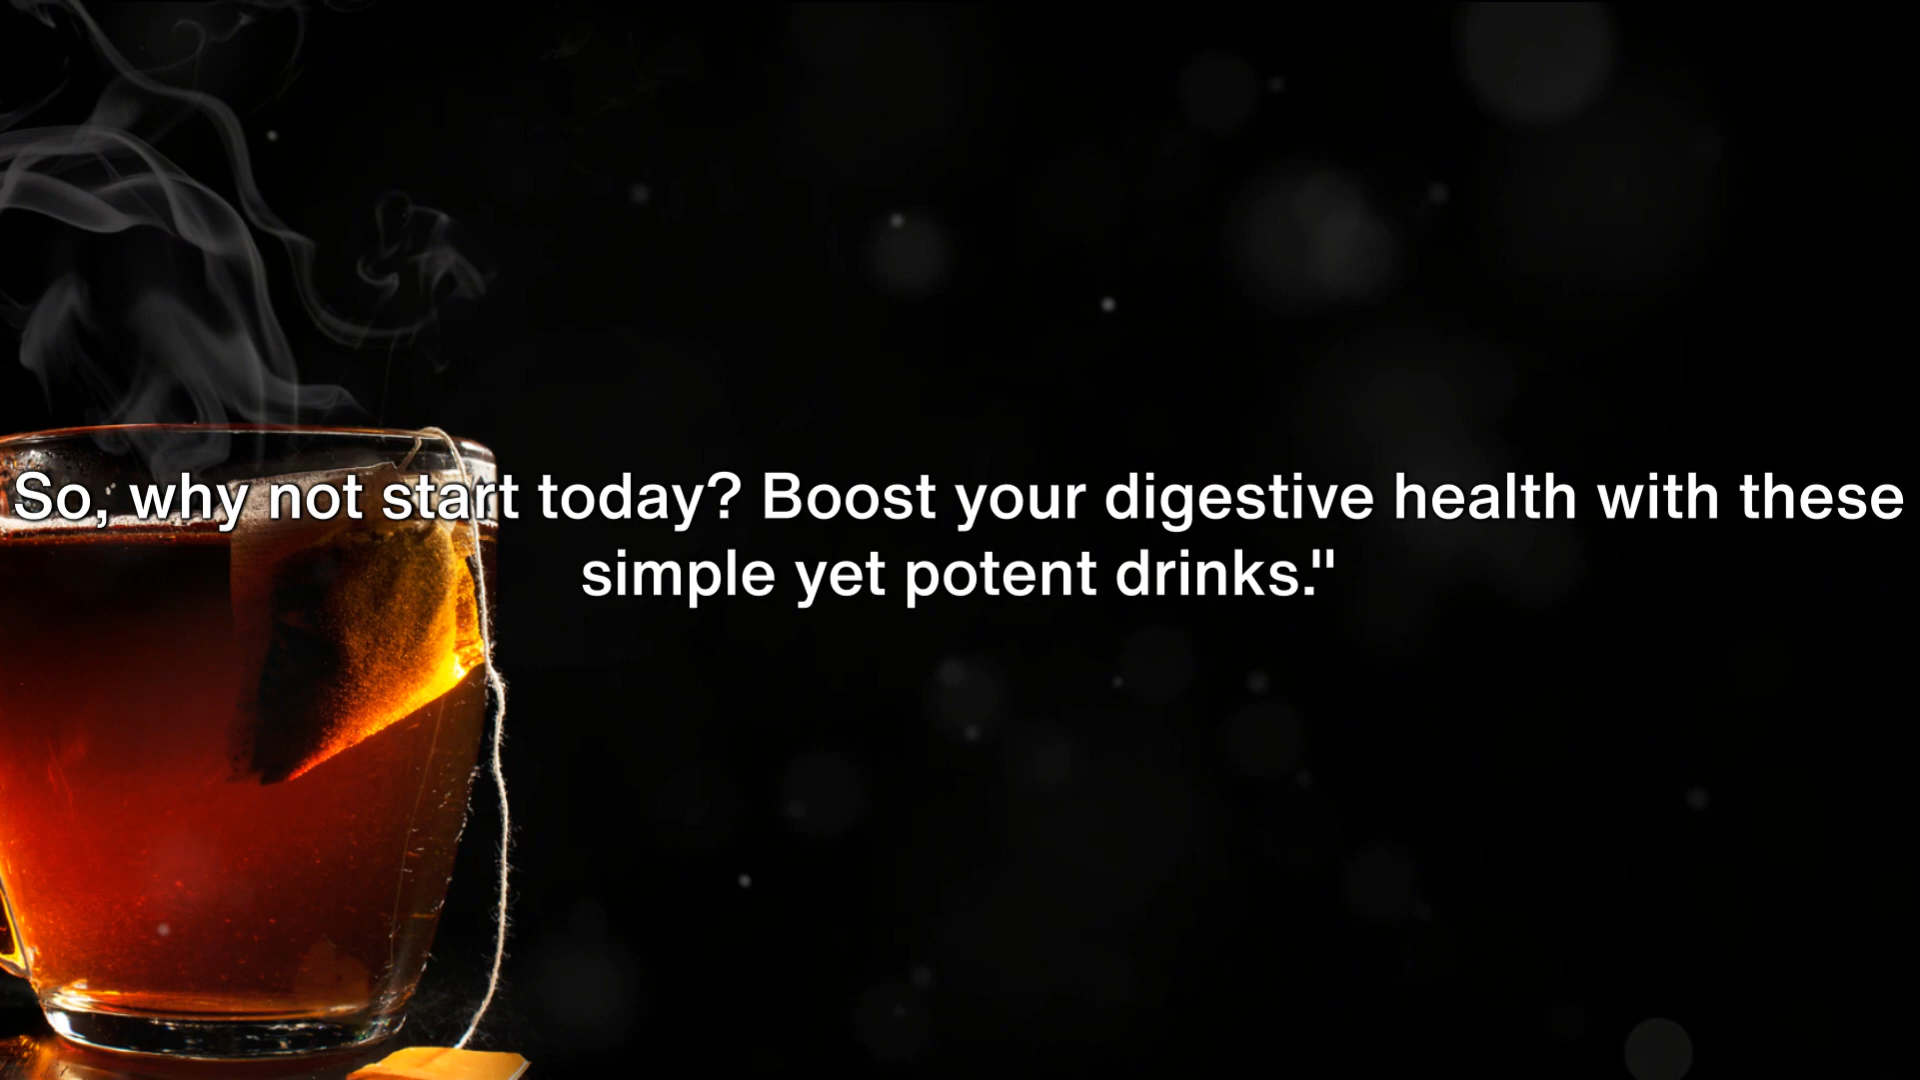 So, why not start today? Boost your digestive health with these
simple yet potent drinks."